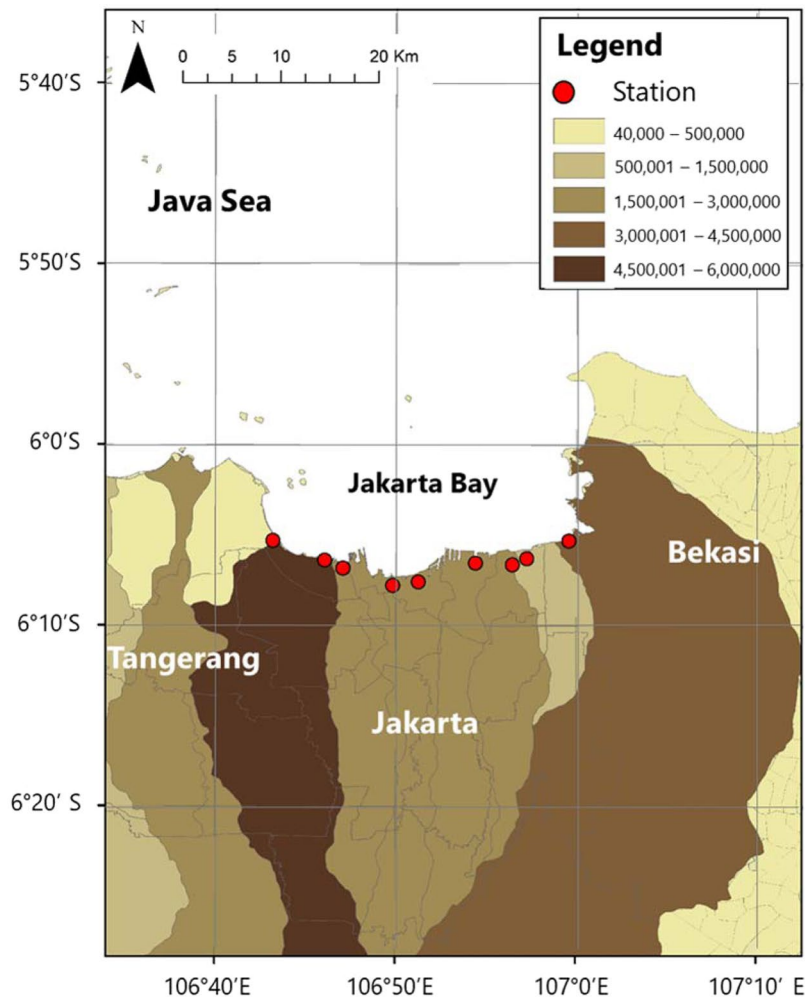 N
0 5 10 20 Km
Legend
Station
40,000 – 500,000
500,001 – 1,500,000
1,500,001 – 3,000,000
3,000,001 – 4,500,000
4,500,001 – 6,000,000
5°40'S
Java Sea
5°50'S
6°0'S
Jakarta Bay
Bekasi
6°10'S
Tangerang
Jakarta
6°20' S
106°40'E
106°50'E
107°0'E
107°10' E